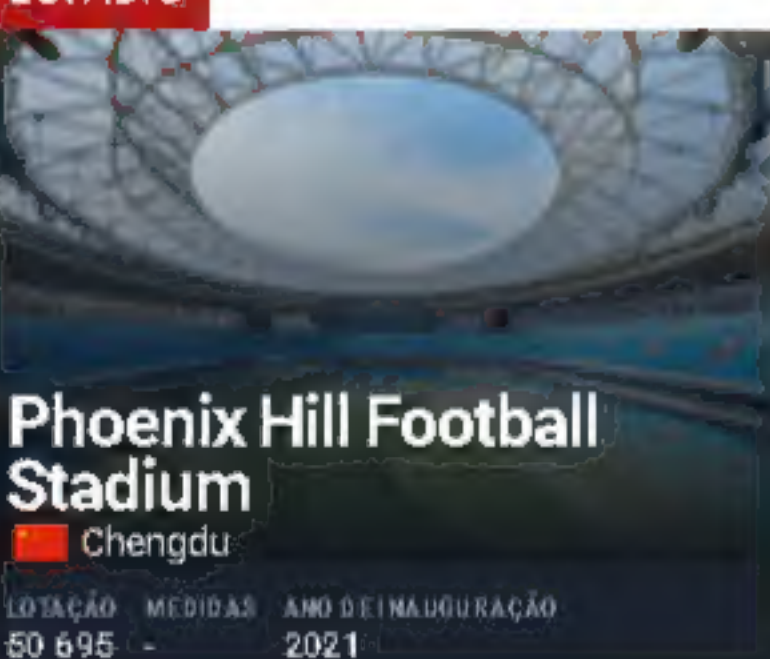 Phoenix Hill Football
Stadium
Chengdu
LOTAÇÃO MEDIDAS ANO DE INAUGURAÇÃO
50 695 - 2021